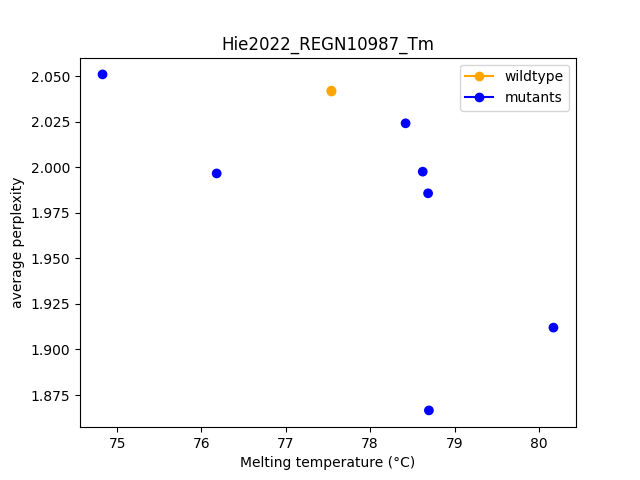 Hie2022_REGN10987_Tm
wildtype
mutants
2.050
2.025
2.000
1.975
1.950
1.925
1.900
1.875
average perplexity
75
76
77
78
79
80
Melting temperature (°C)